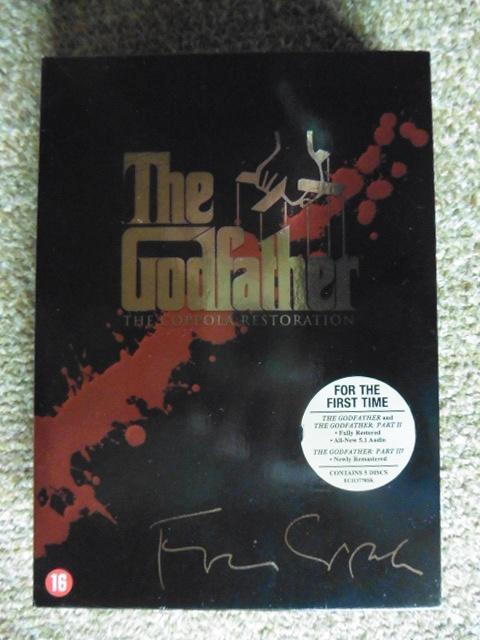 The
Godfather
THE COPPOLA RESTORATION
FOR THE
FIRST TIME
THE GODFATHER and
THE GODFATHER: PART II
• Fully Restored
• All-New 5.1 Audio
THE GODFATHER: PART III
• Newly Remastered
CONTAINS 5 DISCS
16